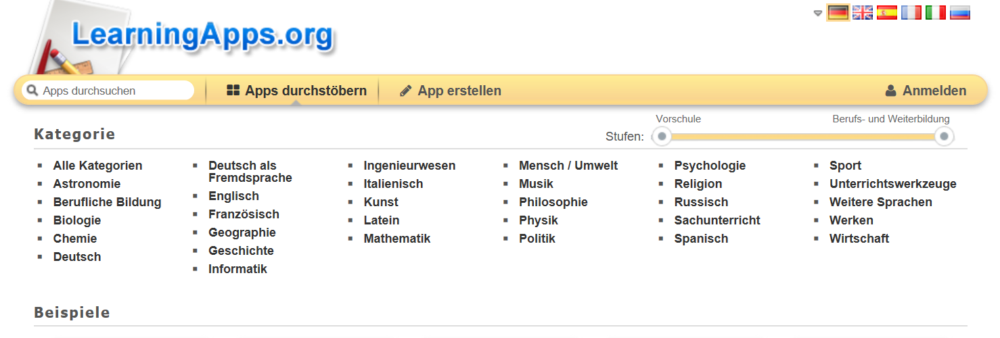 LearningApps.org
Apps durchsuchen
Apps durchstöbern
App erstellen
Anmelden
Kategorie
Stufen:
Vorschule
Berufs- und Weiterbildung
Alle Kategorien
Astronomie
Berufliche Bildung
Biologie
Chemie
Deutsch
Deutsch als
Fremdsprache
Englisch
Französisch
Geographie
Geschichte
Informatik
Ingenieurwesen
Italienisch
Kunst
Latein
Mathematik
Mensch / Umwelt
Musik
Philosophie
Physik
Politik
Psychologie
Religion
Russisch
Sachunterricht
Spanisch
Sport
Unterrichtswerkzeuge
Weitere Sprachen
Werken
Wirtschaft
Beispiele